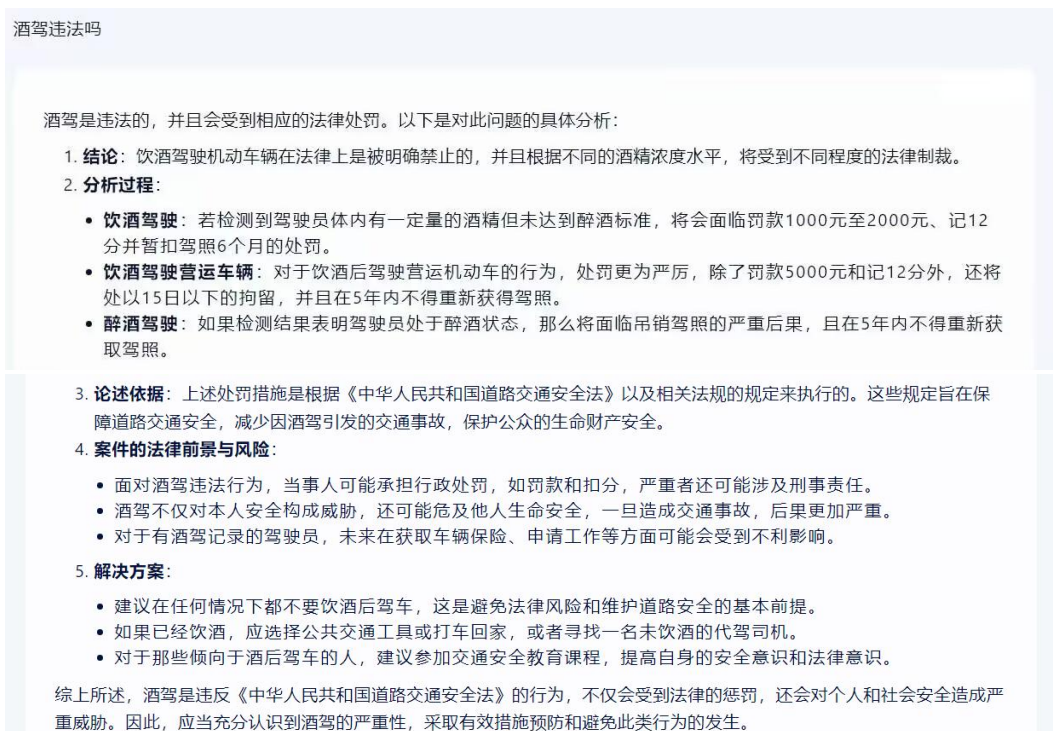 酒驾违法吗
酒驾是违法的，并且会受到相应的法律处罚。以下是对此问题的具体分析：
1. 结论：饮酒驾驶机动车辆在法律上是被明确禁止的，并且根据不同的酒精浓度水平，将受到不同程度的法律制裁。
2. 分析过程：
• 饮酒驾驶：若检测到驾驶员体内有一定量的酒精但未达到醉酒标准，将会面临罚款1000元至2000元、记12
分并暂扣驾照6个月的处罚。
• 饮酒驾驶营运车辆：对于饮酒后驾驶营运机动车的行为，处罚更为严厉，除了罚款5000元和记12分外，还将
处以15日以下的拘留，并且在5年内不得重新获得驾照。
• 醉酒驾驶：如果检测结果表明驾驶员处于醉酒状态，那么将面临吊销驾照的严重后果，且在5年内不得重新获
取驾照。
3. 论述依据：上述处罚措施是根据《中华人民共和国道路交通安全法》以及相关法规的规定来执行的。这些规定旨在保
障道路交通安全，减少因酒驾引发的交通事故，保护公众的生命财产安全。
4. 案件的法律前景与风险：
• 面对酒驾违法行为，当事人可能承担行政处罚，如罚款和扣分，严重者还可能涉及刑事责任。
• 酒驾不仅对本人安全构成威胁，还可能危及他人生命安全，一旦造成交通事故，后果更加严重。
• 对于有酒驾记录的驾驶员，未来在获取车辆保险、申请工作等方面可能会受到不利影响。
5. 解决方案：
• 建议在任何情况下都不要饮酒后驾车，这是避免法律风险和维护道路安全的基本前提。
• 如果已经饮酒，应选择公共交通工具或打车回家，或者寻找一名未饮酒的代驾司机。
• 对于那些倾向于酒后驾车的人，建议参加交通安全教育课程，提高自身的安全意识和法律意识。
综上所述，酒驾是违反《中华人民共和国道路交通安全法》的行为，不仅会受到法律的惩罚，还会对个人和社会安全造成严
重威胁。因此，应当充分认识到酒驾的严重性，采取有效措施预防和避免此类行为的发生。